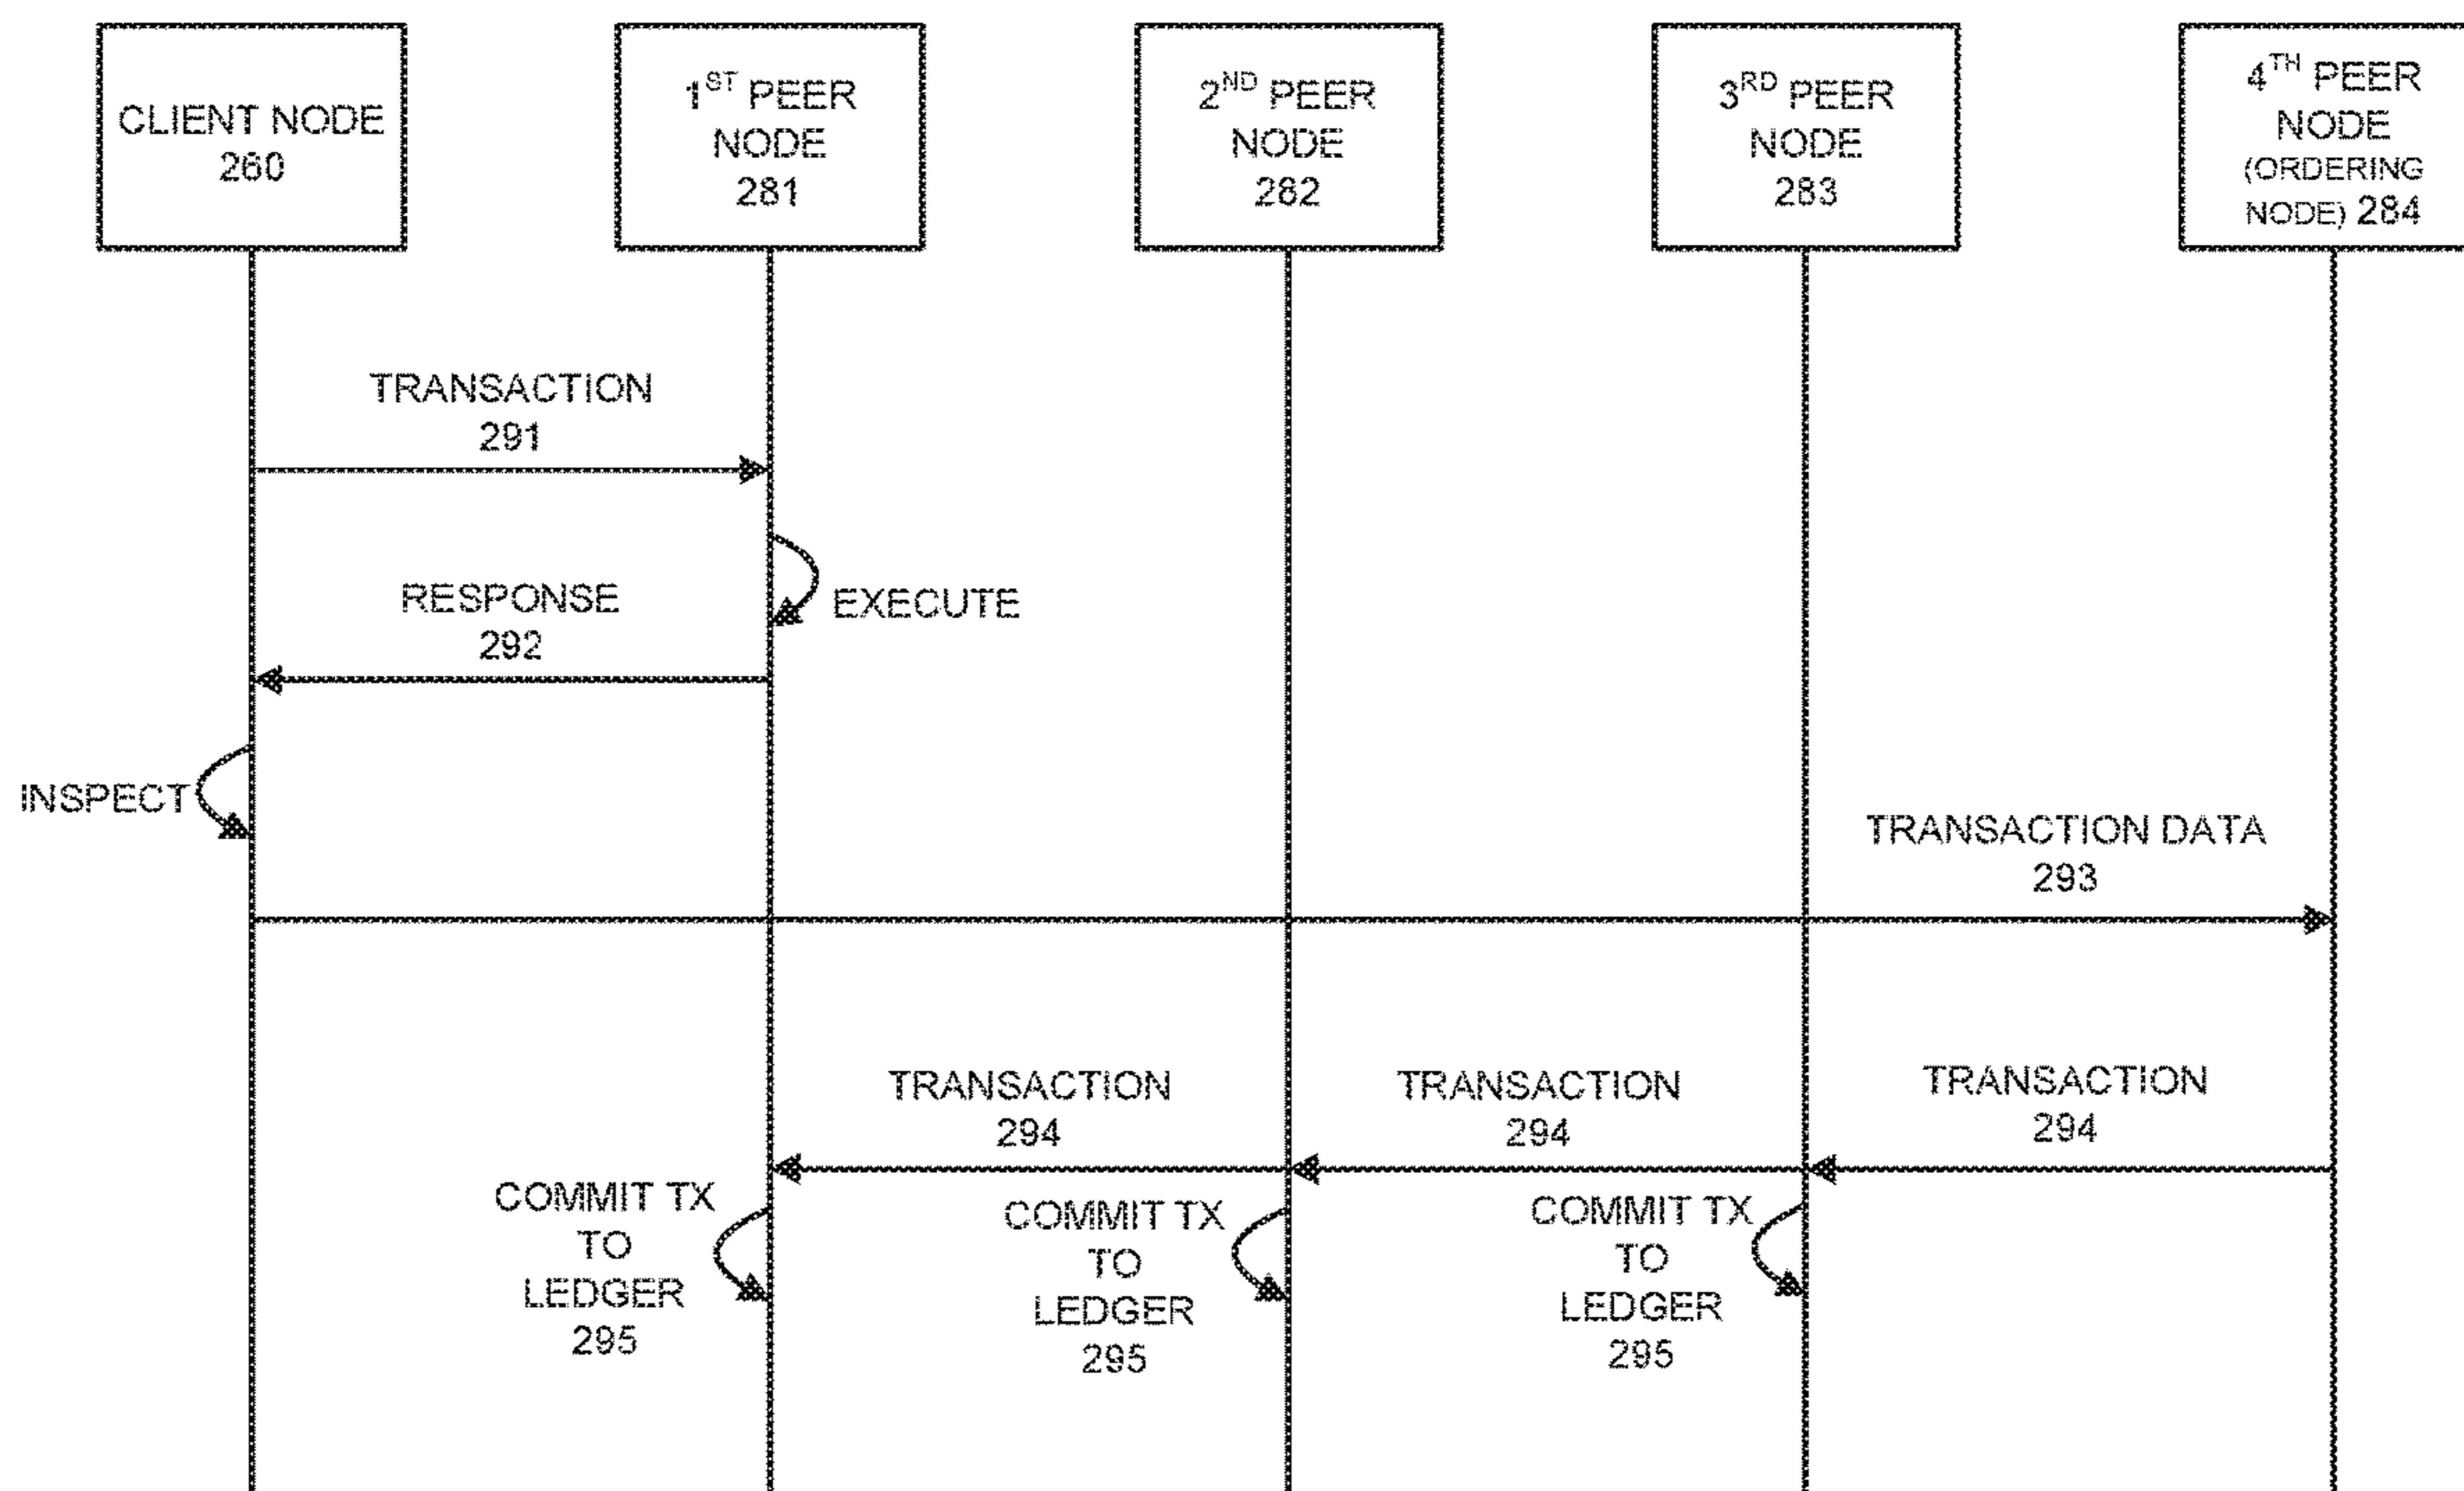 CLIENT NODE
260
1ST PEER
NODE
281
2ND PEER
NODE
282
3RD PEER
NODE
283
4TH PEER
NODE
(ORDERING
NODE) 284
TRANSACTION
291
EXECUTE
RESPONSE
292
INSPECT
TRANSACTION DATA
293
TRANSACTION
294
TRANSACTION
294
TRANSACTION
294
COMMIT TX
TO
LEDGER
295
COMMIT TX
TO
LEDGER
295
COMMIT TX
TO
LEDGER
295